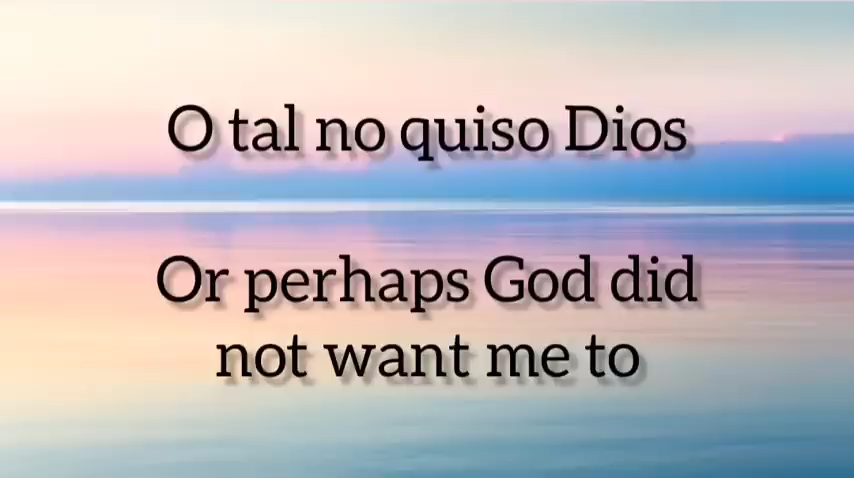 O tal no quiso Dios
Or perhaps God did
not want me to